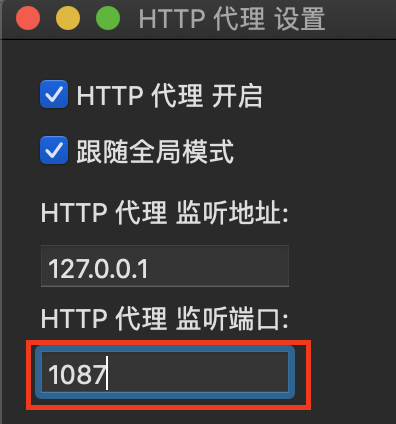 HTTP 代理 设置
HTTP 代理 开启
跟随全局模式
HTTP 代理 监听地址:
127.0.0.1
HTTP 代理 监听端口:
1087